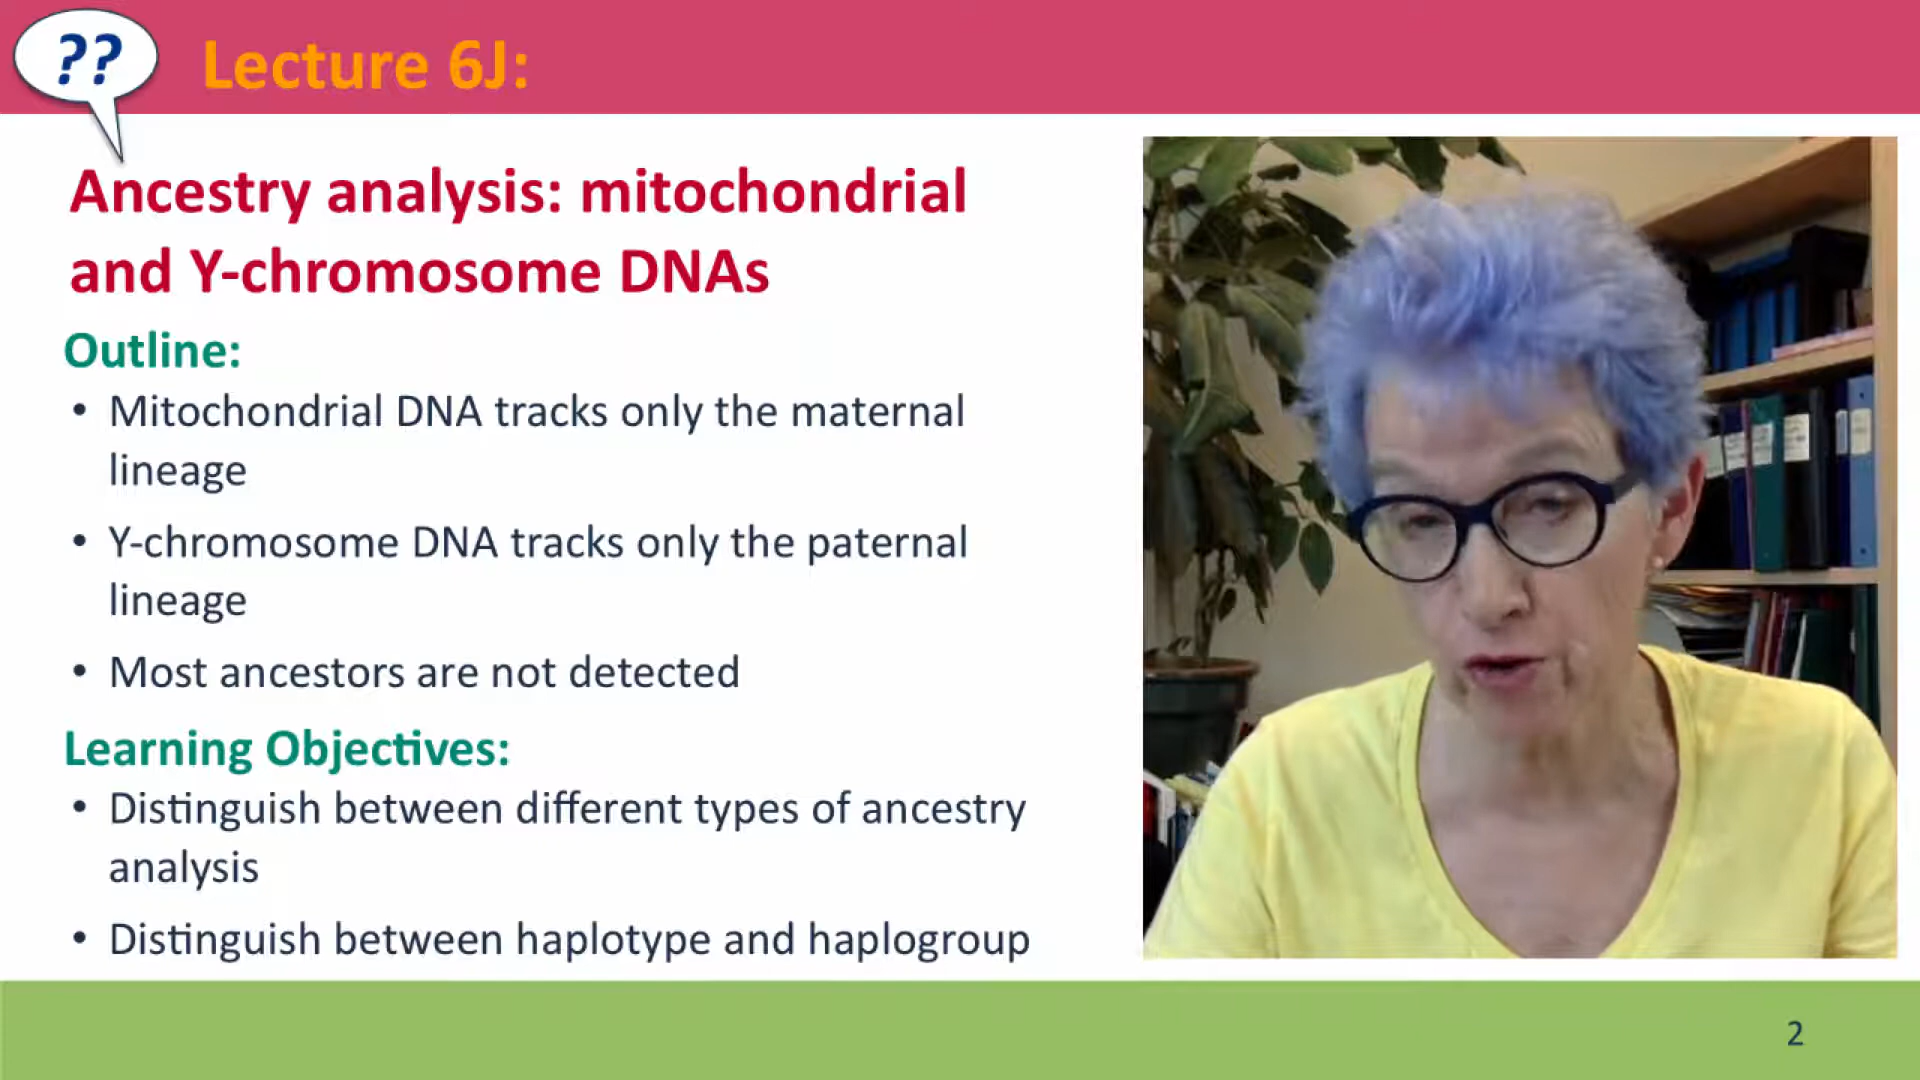 ??
Lecture 6J:
Ancestry analysis: mitochondrial
and Y-chromosome DNAs
Outline:
• Mitochondrial DNA tracks only the maternal
lineage
• Y-chromosome DNA tracks only the paternal
lineage
• Most ancestors are not detected
Learning Objectives:
• Distinguish between different types of ancestry
analysis
• Distinguish between haplotype and haplogroup
2